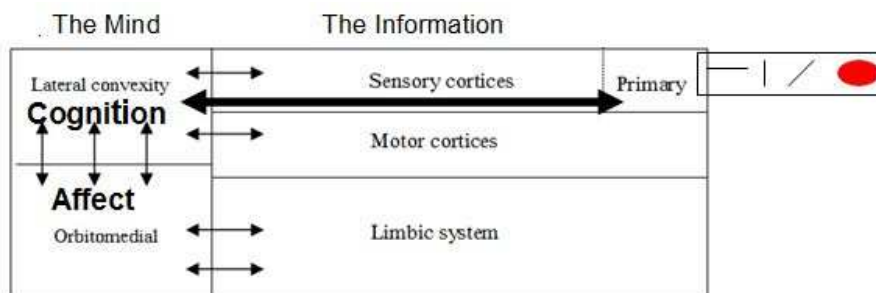 The Mind
The Information
Lateral convexity
Cognition
Sensory cortices
Primary
Motor cortices
Affect
Orbitomedial
Limbic system